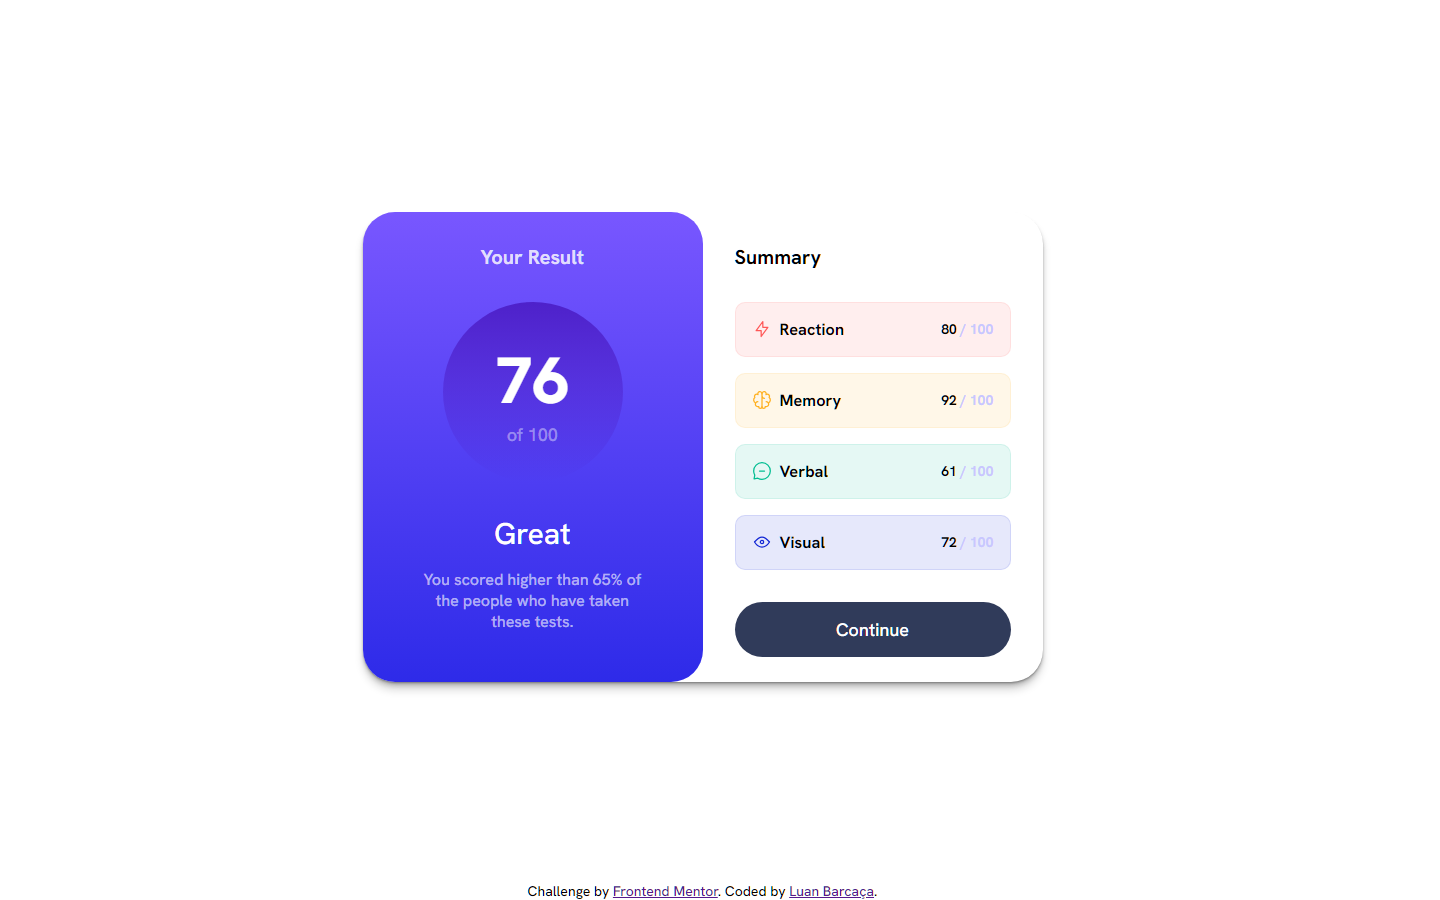 Your Result
76
of 100
Great
You scored higher than 65% of
the people who have taken
these tests.
Summary
Reaction 80 / 100
Memory 92 / 100
Verbal 61 / 100
Visual 72 / 100
Continue
Challenge by Frontend Mentor. Coded by Luan Barcaça.